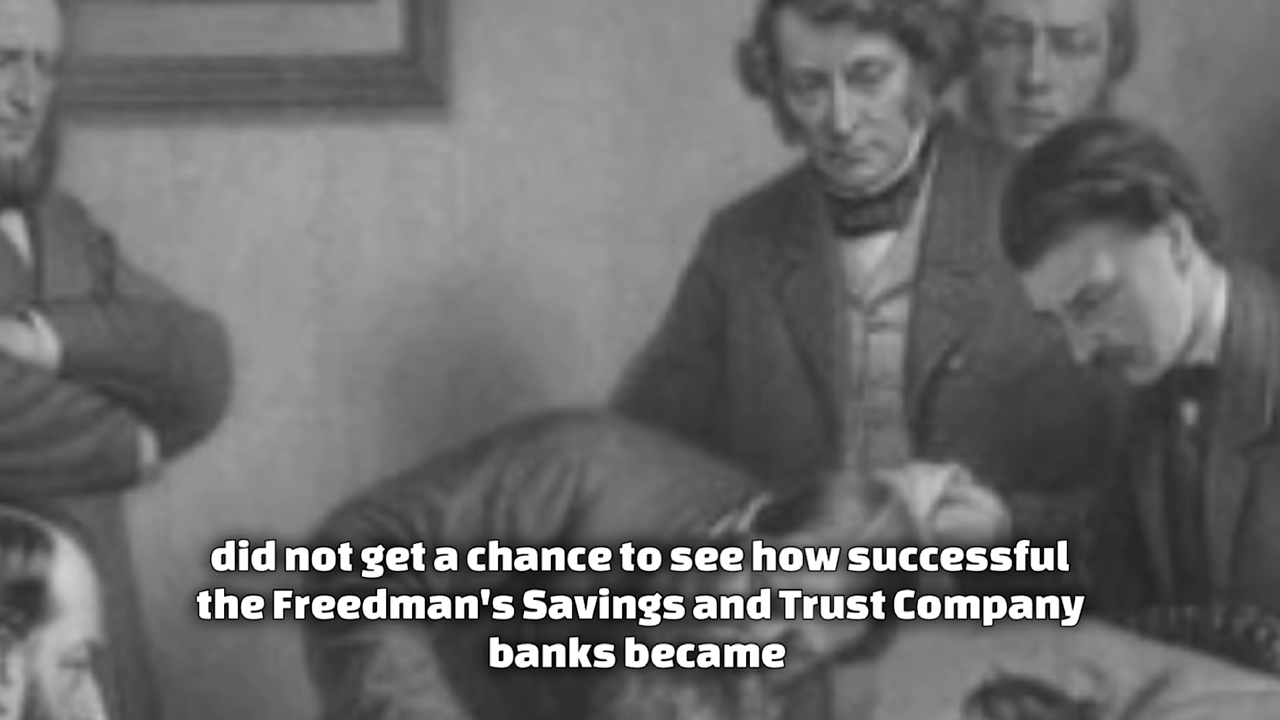 did not get a chance to see how successful
the Freedman's Savings and Trust Company
banks became